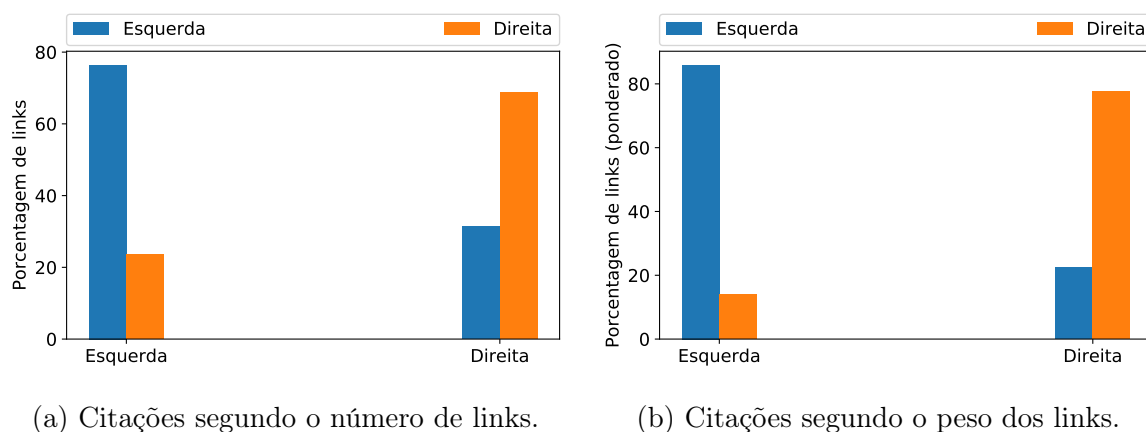 Esquerda Direita
Porcentagem de links
80
60
40
20
0
Esquerda Direita
(a) Citações segundo o número de links.
Esquerda Direita
Porcentagem de links (ponderado)
80
60
40
20
0
Esquerda Direita
(b) Citações segundo o peso dos links.